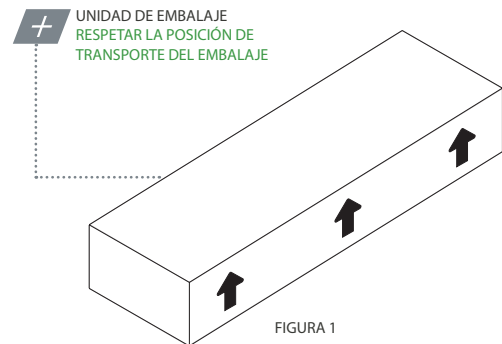 UNIDAD DE EMBALAJE
RESPETAR LA POSICIÓN DE
TRANSPORTE DEL EMBALAJE
FIGURA 1